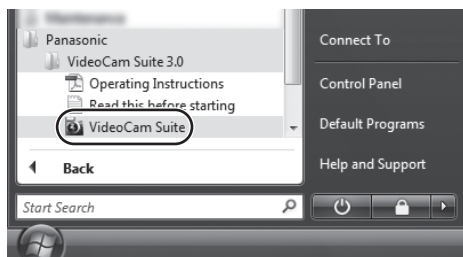 Maintenance
Panasonic
VideoCam Suite 3.0
Operating Instructions
Read this before starting
VideoCam Suite
Back
Start Search
Connect To
Control Panel
Default Programs
Help and Support